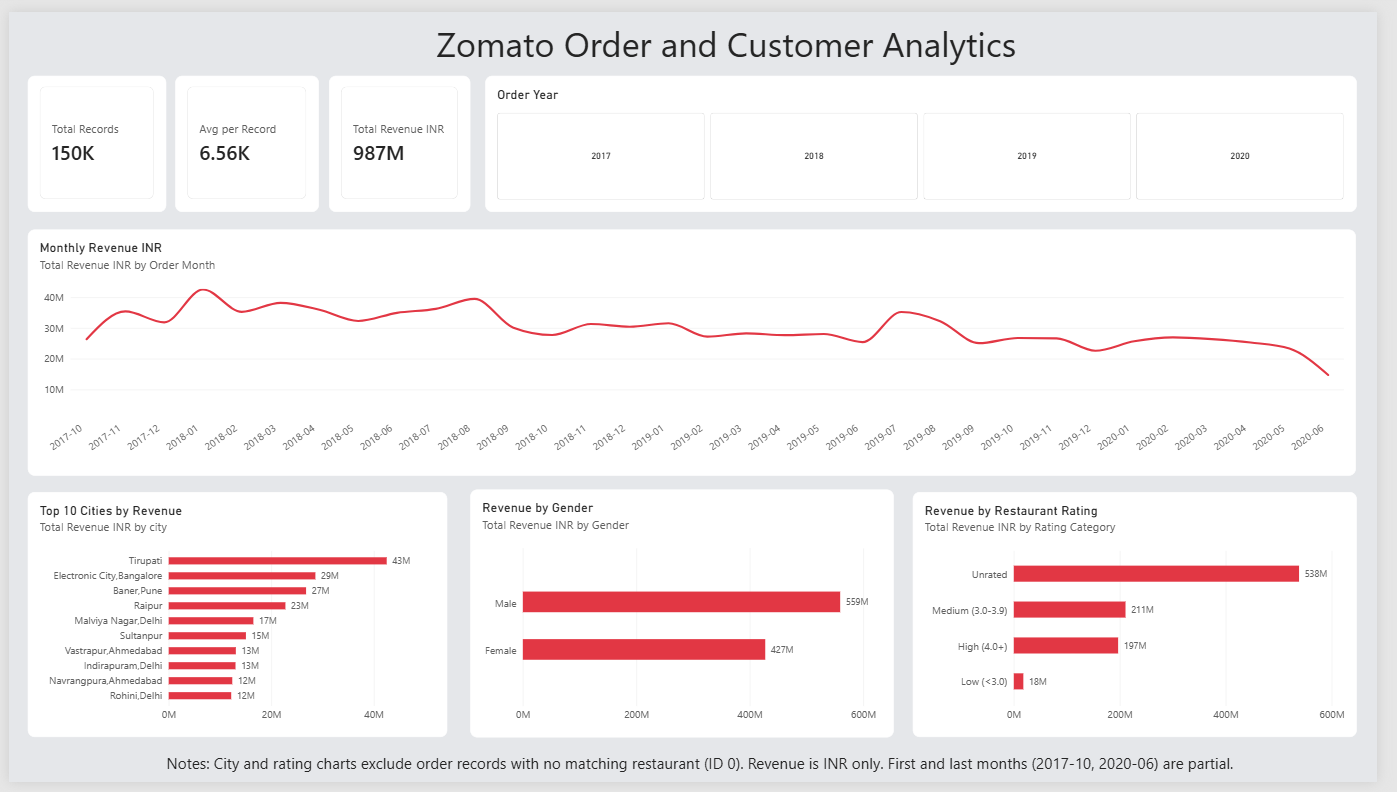 Zomato Order and Customer Analytics
Total Records
150K
Avg per Record
6.56K
Total Revenue INR
987M
Order Year
2017
2018
2019
2020
Monthly Revenue INR
Total Revenue INR by Order Month
40M
30M
20M
10M
2017-10
2017-11
2017-12
2018-01
2018-02
2018-03
2018-04
2018-05
2018-06
2018-07
2018-08
2018-09
2018-10
2018-11
2018-12
2019-01
2019-02
2019-03
2019-04
2019-05
2019-06
2019-07
2019-08
2019-09
2019-10
2019-11
2019-12
2020-01
2020-02
2020-03
2020-04
2020-05
2020-06
Top 10 Cities by Revenue
Total Revenue INR by city
Tirupati 43M
Electronic City,Bangalore 29M
Baner,Pune 27M
Raipur 23M
Malviya Nagar,Delhi 17M
Sultanpur 15M
Vastrapur,Ahmedabad 13M
Indirapuram,Delhi 13M
Navrangpura,Ahmedabad 12M
Rohini,Delhi 12M
0M 20M 40M
Revenue by Gender
Total Revenue INR by Gender
Male 559M
Female 427M
0M 200M 400M 600M
Revenue by Restaurant Rating
Total Revenue INR by Rating Category
Unrated 538M
Medium (3.0-3.9) 211M
High (4.0+) 197M
Low (<3.0) 18M
0M 200M 400M 600M
Notes: City and rating charts exclude order records with no matching restaurant (ID 0). Revenue is INR only. First and last months (2017-10, 2020-06) are partial.